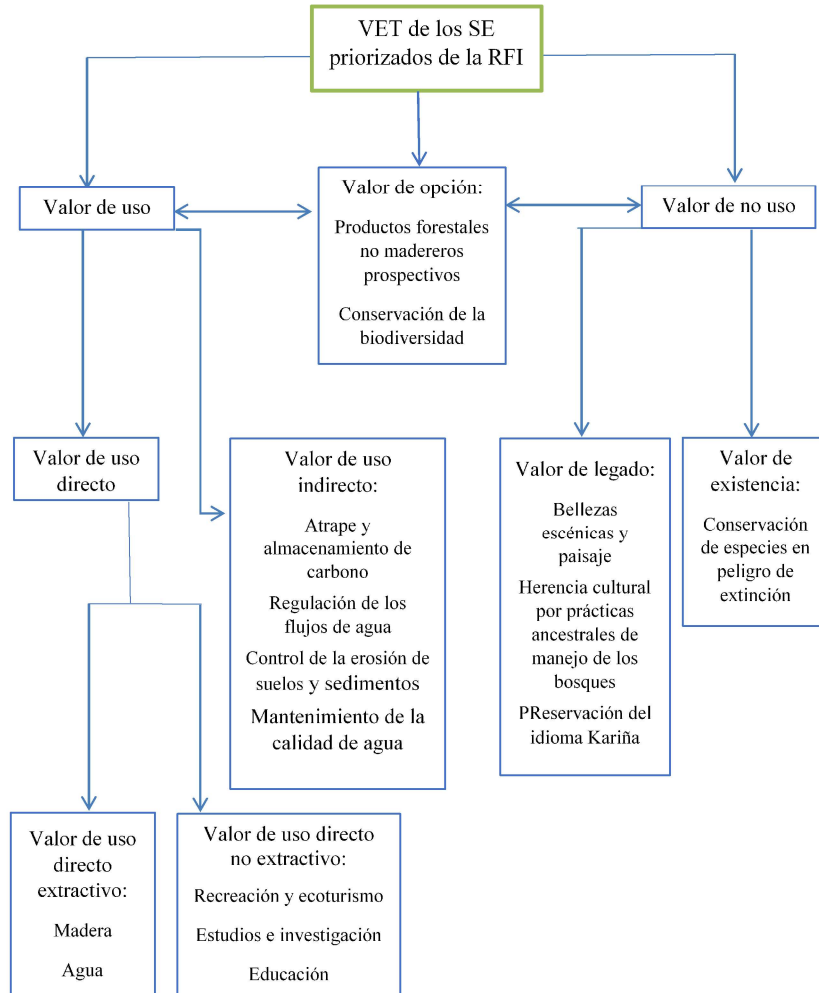 VET de los SE
priorizados de la RFI
Valor de uso
Valor de opción:
Productos forestales
no madereros
prospectivos
Conservación de la
biodiversidad
Valor de no uso
Valor de uso
directo
Valor de uso
indirecto:
Atrape y
almacenamiento de
carbono
Regulación de los
flujos de agua
Control de la erosión de
suelos y sedimentos
Mantenimiento de la
calidad de agua
Valor de legado:
Bellezas
escénicas y
paisaje
Herencia cultural
por prácticas
ancestrales de
manejo de los
bosques
PReservación del
idioma Kariña
Valor de
existencia:
Conservación
de especies en
peligro de
extinción
Valor de uso
directo
extractivo:
Madera
Agua
Valor de uso directo
no extractivo:
Recreación y ecoturismo
Estudios e investigación
Educación